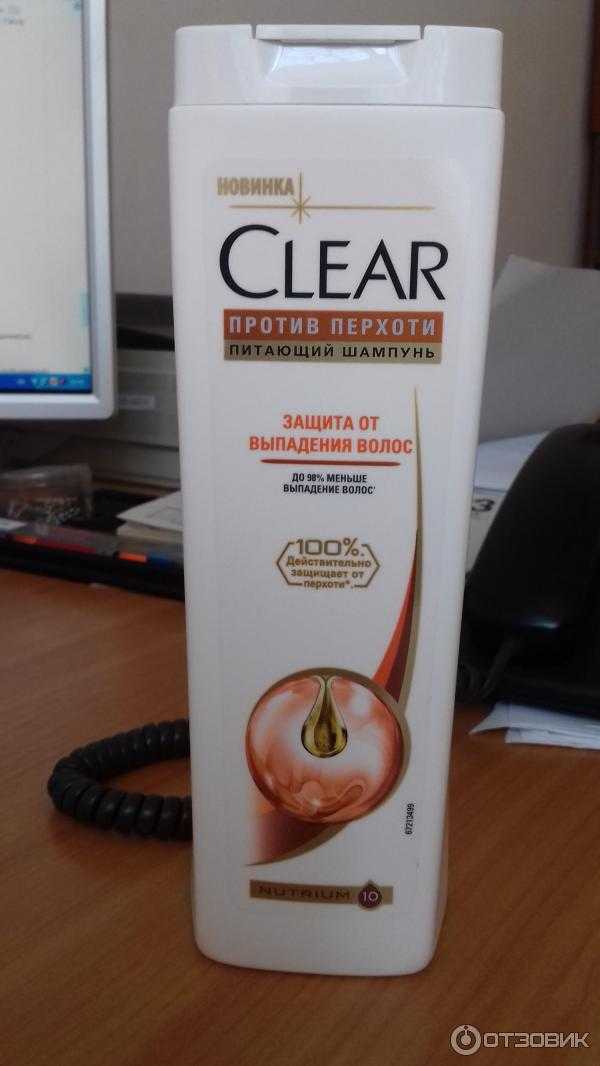 НОВИНКА
CLEAR
ПРОТИВ ПЕРХОТИ
ПИТАЮЩИЙ ШАМПУНЬ
ЗАЩИТА ОТ
ВЫПАДЕНИЯ ВОЛОС
ДО 98% МЕНЬШЕ
ВЫПАДЕНИЕ ВОЛОС*
100%.
Действительно
защищает от
перхоти*.
67213499
NUTRIUM 10
ОТЗОВИК